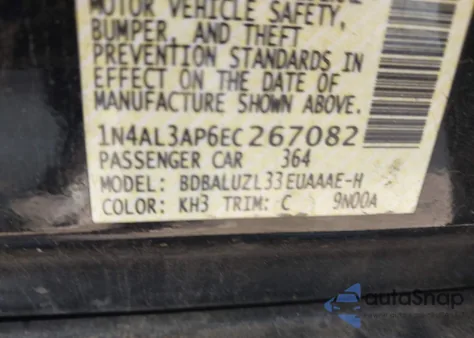 MOTOR VEHICLE SAFETY,
BUMPER, AND THEFT
PREVENTION STANDARDS IN
EFFECT ON THE DATE OF
MANUFACTURE SHOWN ABOVE.
1N4AL3AP6EC267082
PASSENGER CAR 364
MODEL: BDBALUZL33EUAAAE-H
COLOR: KH3 TRIM: C 9N00A
autoSnap